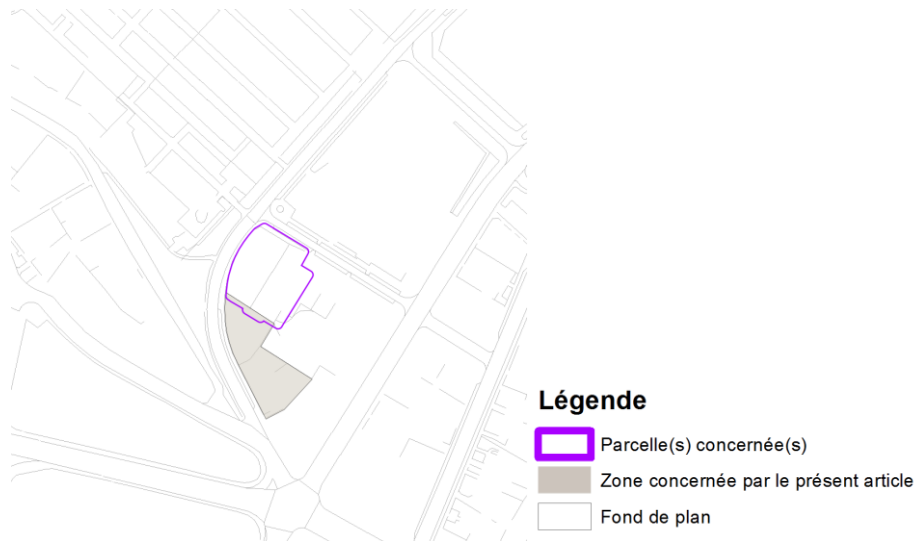 Légende
Parcelle(s) concernée(s)
Zone concernée par le présent article
Fond de plan